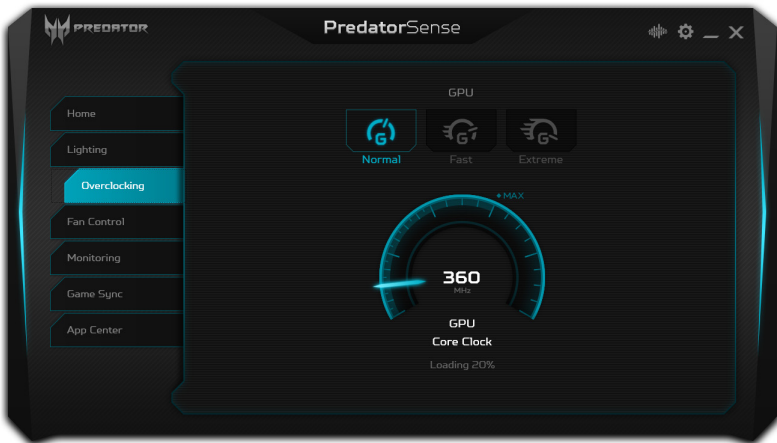 PREDATOR
PredatorSense
Home
Lighting
Overclocking
Fan Control
Monitoring
Game Sync
App Center
GPU
Normal
Fast
Extreme
MAX
360
MHz
GPU
Core Clock
Loading 20%